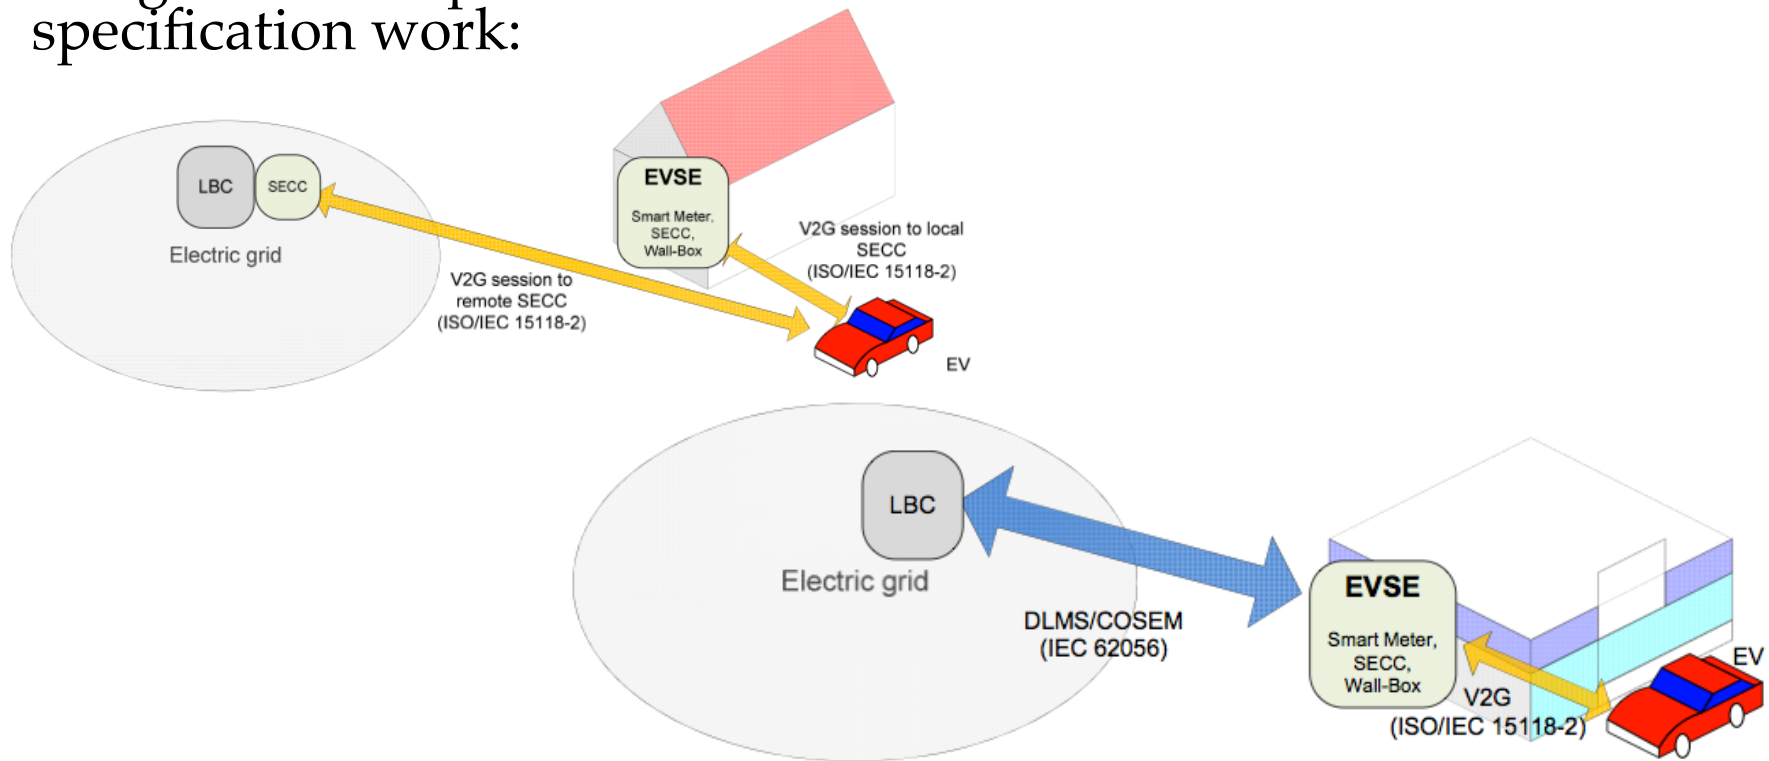 specification work:
LBC
SECC
Electric grid
V2G session to
remote SECC
(ISO/IEC 15118-2)
EVSE
Smart Meter,
SECC,
Wall-Box
V2G session to local
SECC
(ISO/IEC 15118-2)
EV
LBC
Electric grid
DLMS/COSEM
(IEC 62056)
EVSE
Smart Meter,
SECC,
Wall-Box
V2G
(ISO/IEC 15118-2)
EV